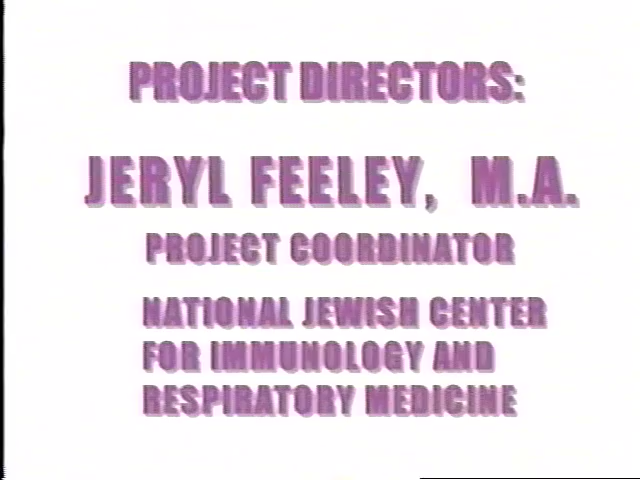 PROJECT DIRECTORS:
JERYL FEELEY, M.A.
PROJECT COORDINATOR
NATIONAL JEWISH CENTER
FOR IMMUNOLOGY AND
RESPIRATORY MEDICINE